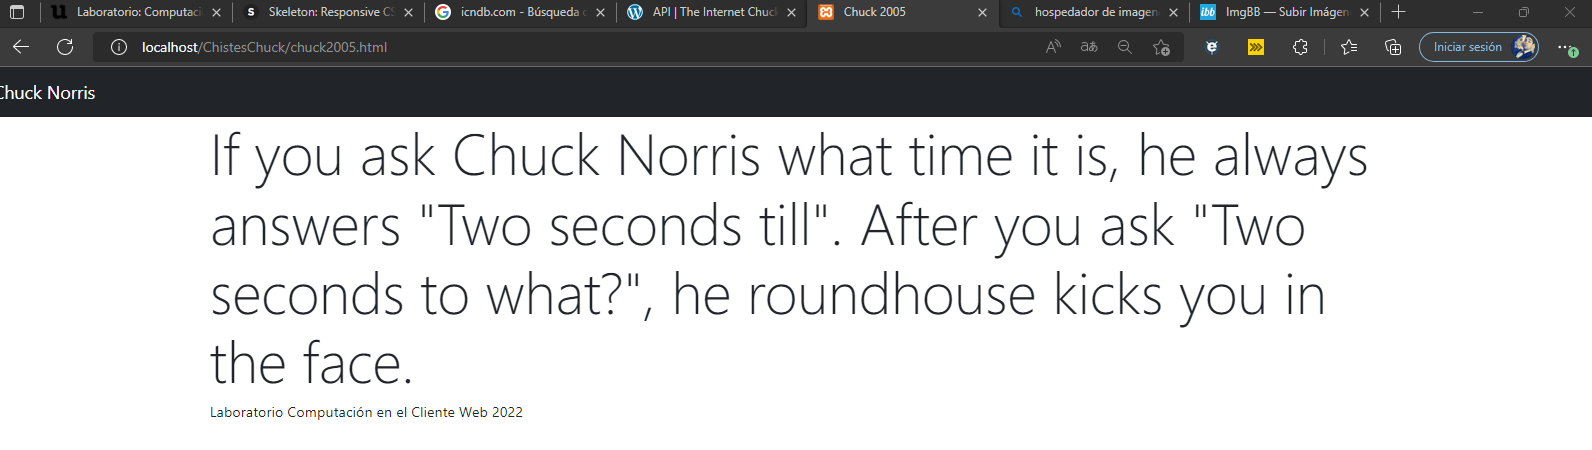 Laboratorio: Computaci
Skeleton: Responsive CS
icndb.com - Búsqueda
API | The Internet Chuc
Chuck 2005
hospedador de imagen
ibb ImgBB — Subir Imágen
localhost/ChistesChuck/chuck2005.html
Iniciar sesión
Chuck Norris
If you ask Chuck Norris what time it is, he always
answers "Two seconds till". After you ask "Two
seconds to what?", he roundhouse kicks you in
the face.
Laboratorio Computación en el Cliente Web 2022